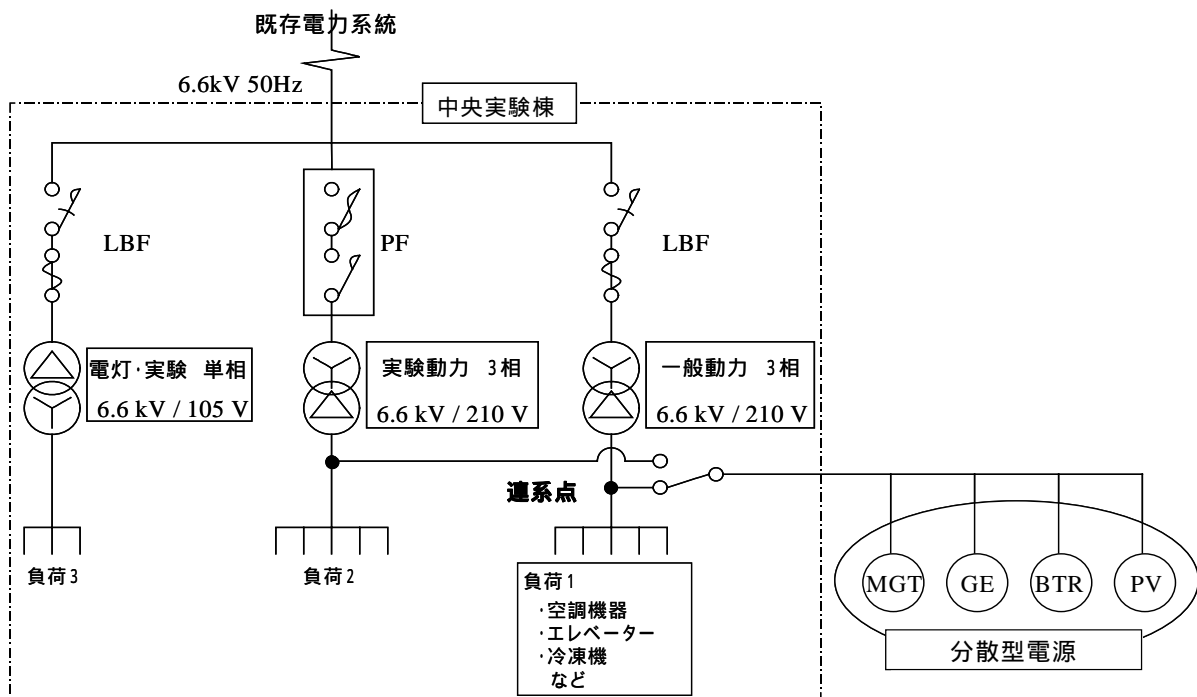 既存電力系統
6.6kV 50Hz
中央実験棟
LBF
PF
LBF
電灯・実験 単相
6.6 kV / 105 V
実験動力 3相
6.6 kV / 210 V
一般動力 3相
6.6 kV / 210 V
連系点
負荷3
負荷2
負荷1
・空調機器
・エレベーター
・冷凍機
など
MGT
GE
BTR
PV
分散型電源